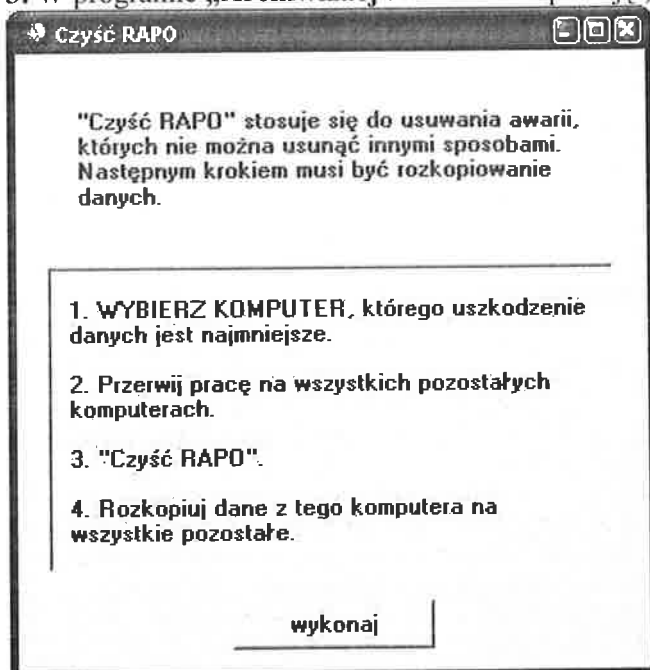 W programie
Czyść RAPO
"Czyść RAPO" stosuje się do usuwania awarii,
których nie można usunąć innymi sposobami.
Następnym krokiem musi być rozkopiowanie
danych.
1. WYBIERZ KOMPUTER, którego uszkodzenie
danych jest najmniejsze.
2. Przerwij pracę na wszystkich pozostałych
komputerach.
3. "Czyść RAPO".
4. Rozkopiuj dane z tego komputera na
wszystkie pozostałe.
wykonaj